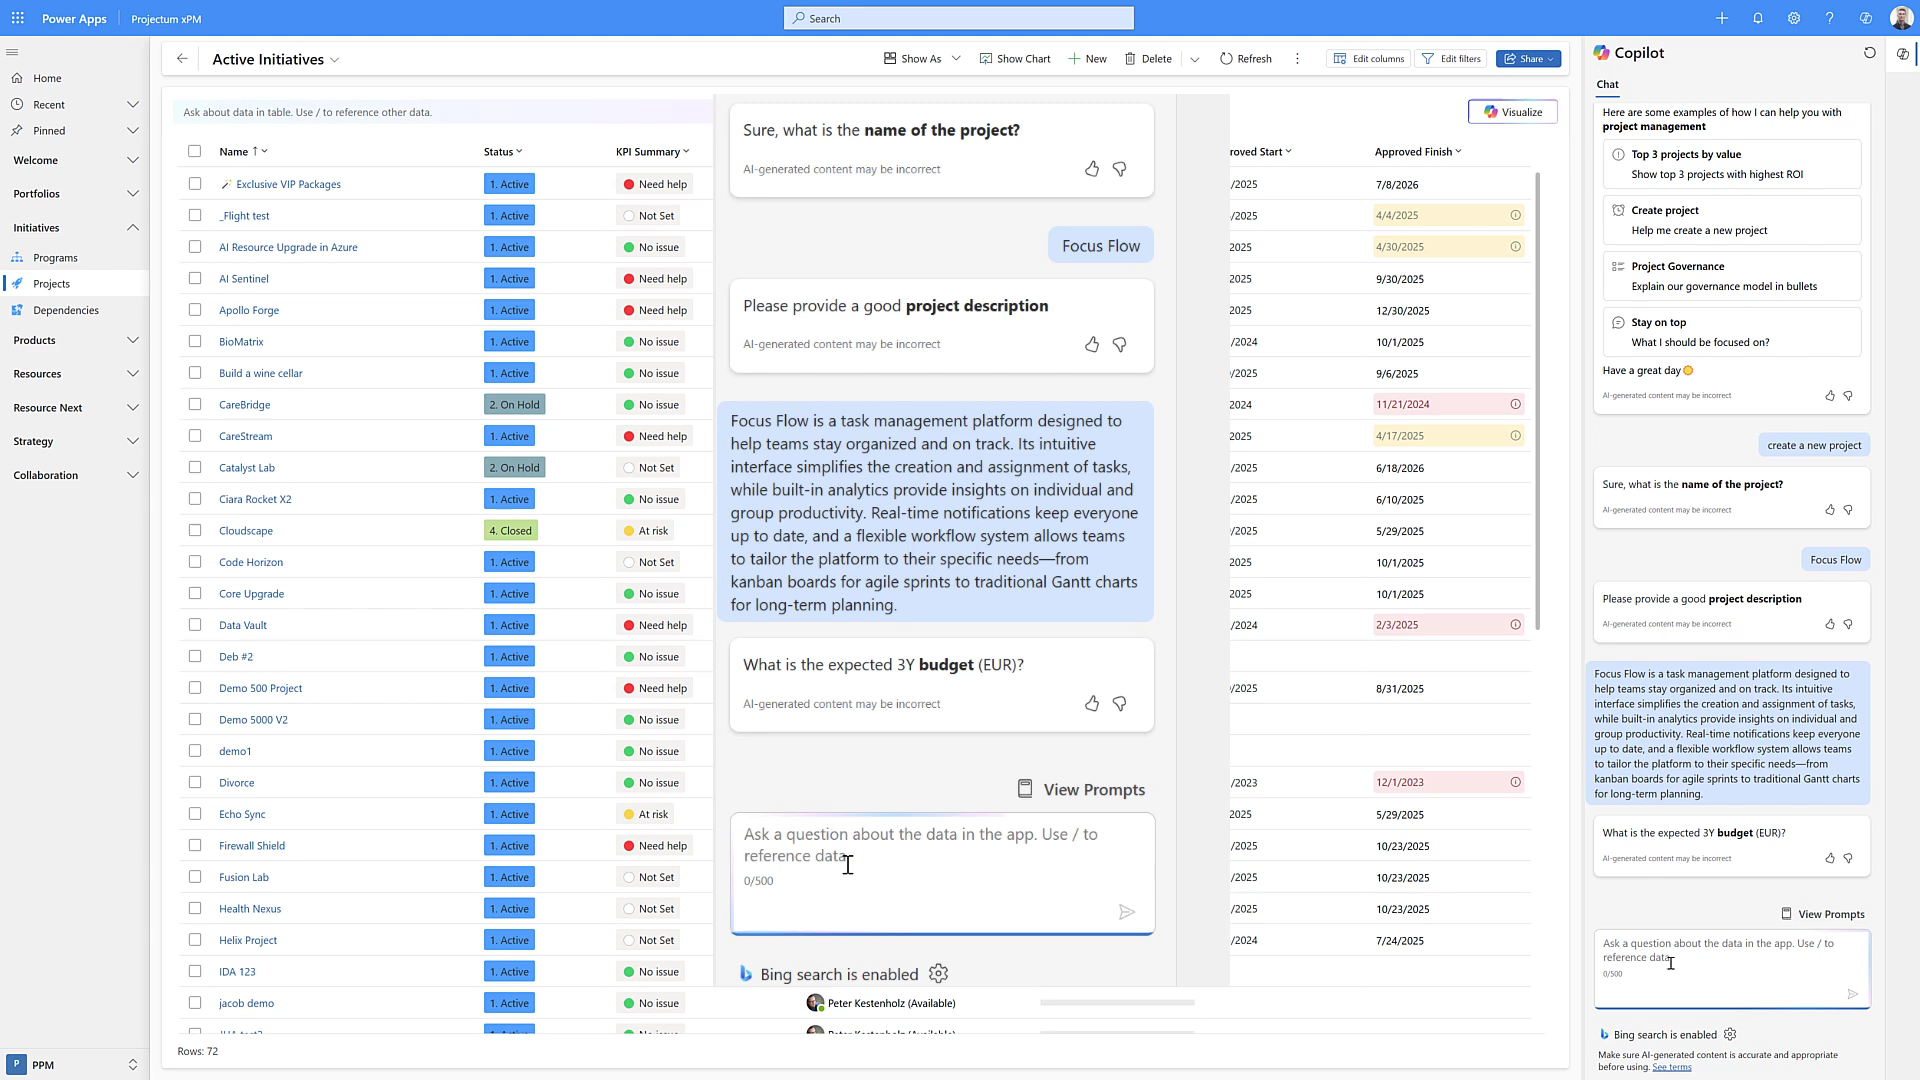 Power Apps
Projectum xPM
Search
Home
Recent
Pinned
Welcome
Portfolios
Initiatives
Programs
Projects
Dependencies
Products
Resources
Resource Next
Strategy
Collaboration
P
PPM
Active Initiatives
Show As
Show Chart
New
Delete
Refresh
Edit columns
Edit filters
Share
Ask about data in table. Use / to reference other data.
Visualize
Name
Status
KPI Summary
roved Start
Approved Finish
Exclusive VIP Packages 1. Active Need help /2025 7/8/2026
_Flight test 1. Active Not Set /2025 4/4/2025
AI Resource Upgrade in Azure 1. Active No issue 2025 4/30/2025
AI Sentinel 1. Active Need help /2025 9/30/2025
Apollo Forge 1. Active Need help 2025 12/30/2025
BioMatrix 1. Active No issue /2024 10/1/2025
Build a wine cellar 1. Active No issue 2025 9/6/2025
CareBridge 2. On Hold No issue 2024 11/21/2024
CareStream 1. Active Need help 2025 4/17/2025
Catalyst Lab 2. On Hold Not Set /2025 6/18/2026
Ciara Rocket X2 1. Active No issue /2025 6/10/2025
Cloudscape 4. Closed At risk /2025 5/29/2025
Code Horizon 1. Active Not Set 2025 10/1/2025
Core Upgrade 1. Active No issue 2025 10/1/2025
Data Vault 1. Active Need help /2024 2/3/2025
Deb #2 1. Active No issue
Demo 500 Project 1. Active Need help /2025 8/31/2025
Demo 5000 V2 1. Active No issue
demo1 1. Active No issue
Divorce 1. Active No issue /2023 12/1/2023
Echo Sync 1. Active At risk /2025 5/29/2025
Firewall Shield 1. Active Need help /2025 10/23/2025
Fusion Lab 1. Active Not Set /2025 10/23/2025
Health Nexus 1. Active Not Set /2025 10/23/2025
Helix Project 1. Active Not Set /2024 7/24/2025
IDA 123 1. Active No issue
jacob demo 1. Active No issue Peter Kestenholz (Available)
Rows: 72
Sure, what is the name of the project?
AI-generated content may be incorrect
Focus Flow
Please provide a good project description
AI-generated content may be incorrect
Focus Flow is a task management platform designed to
help teams stay organized and on track. Its intuitive
interface simplifies the creation and assignment of tasks,
while built-in analytics provide insights on individual and
group productivity. Real-time notifications keep everyone
up to date, and a flexible workflow system allows teams
to tailor the platform to their specific needs—from
kanban boards for agile sprints to traditional Gantt charts
for long-term planning.
What is the expected 3Y budget (EUR)?
AI-generated content may be incorrect
View Prompts
Ask a question about the data in the app. Use / to
reference data
0/500
Bing search is enabled
Copilot
Chat
Here are some examples of how I can help you with
project management
Top 3 projects by value
Show top 3 projects with highest ROI
Create project
Help me create a new project
Project Governance
Explain our governance model in bullets
Stay on top
What I should be focused on?
Have a great day
AI-generated content may be incorrect
create a new project
Sure, what is the name of the project?
AI-generated content may be incorrect
Focus Flow
Please provide a good project description
AI-generated content may be incorrect
Focus Flow is a task management platform designed to
help teams stay organized and on track. Its intuitive
interface simplifies the creation and assignment of tasks,
while built-in analytics provide insights on individual and
group productivity. Real-time notifications keep everyone
up to date, and a flexible workflow system allows teams
to tailor the platform to their specific needs—from
kanban boards for agile sprints to traditional Gantt charts
for long-term planning.
What is the expected 3Y budget (EUR)?
AI-generated content may be incorrect
View Prompts
Ask a question about the data in the app. Use / to
reference data
0/500
Bing search is enabled
Make sure AI-generated content is accurate and appropriate
before using. See terms